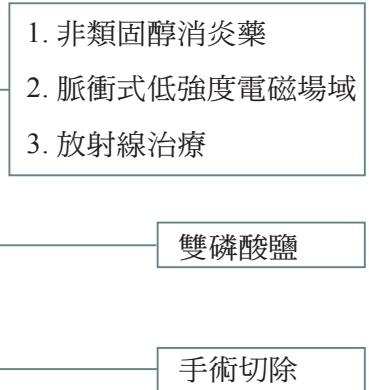 1. 非類固醇消炎藥
2. 脈衝式低強度電磁場域
3. 放射線治療
雙磷酸鹽
手術切除